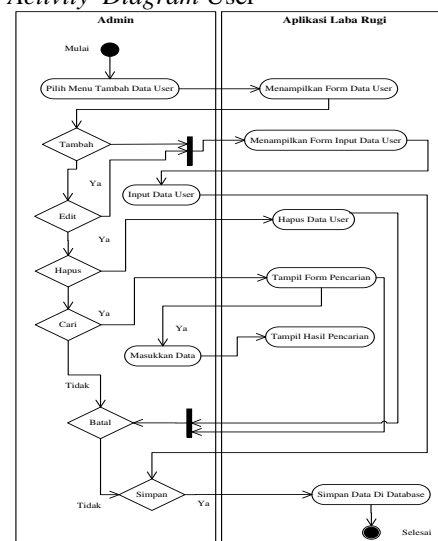 Activity Diagram User
Admin
Aplikasi Laba Rugi
Mulai
Pilih Menu Tambah Data User
Menampilkan Form Data User
Tambah
Menampilkan Form Input Data User
Ya
Input Data User
Edit
Hapus Data User
Ya
Hapus
Tampil Form Pencarian
Ya
Cari
Ya
Tampil Hasil Pencarian
Masukkan Data
Tidak
Batal
Simpan
Simpan Data Di Database
Tidak
Ya
Selesai